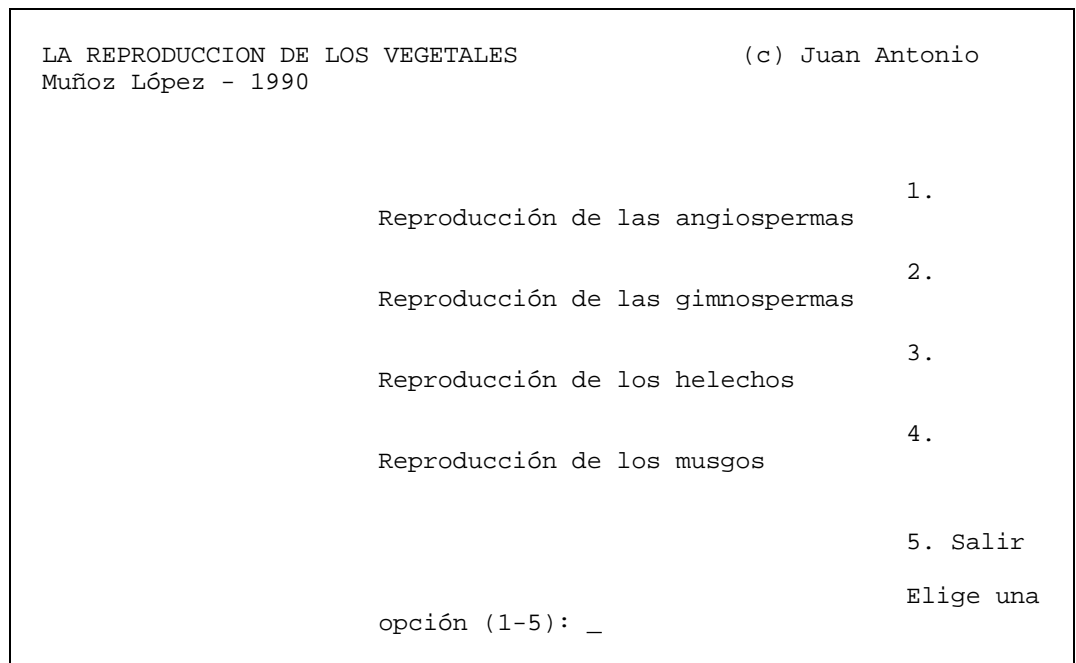 LA REPRODUCCION DE LOS VEGETALES (c) Juan Antonio
Muñoz López - 1990
1.
Reproducción de las angiospermas
2.
Reproducción de las gimnospermas
3.
Reproducción de los helechos
4.
Reproducción de los musgos
5. Salir
Elige una
opción (1-5): _